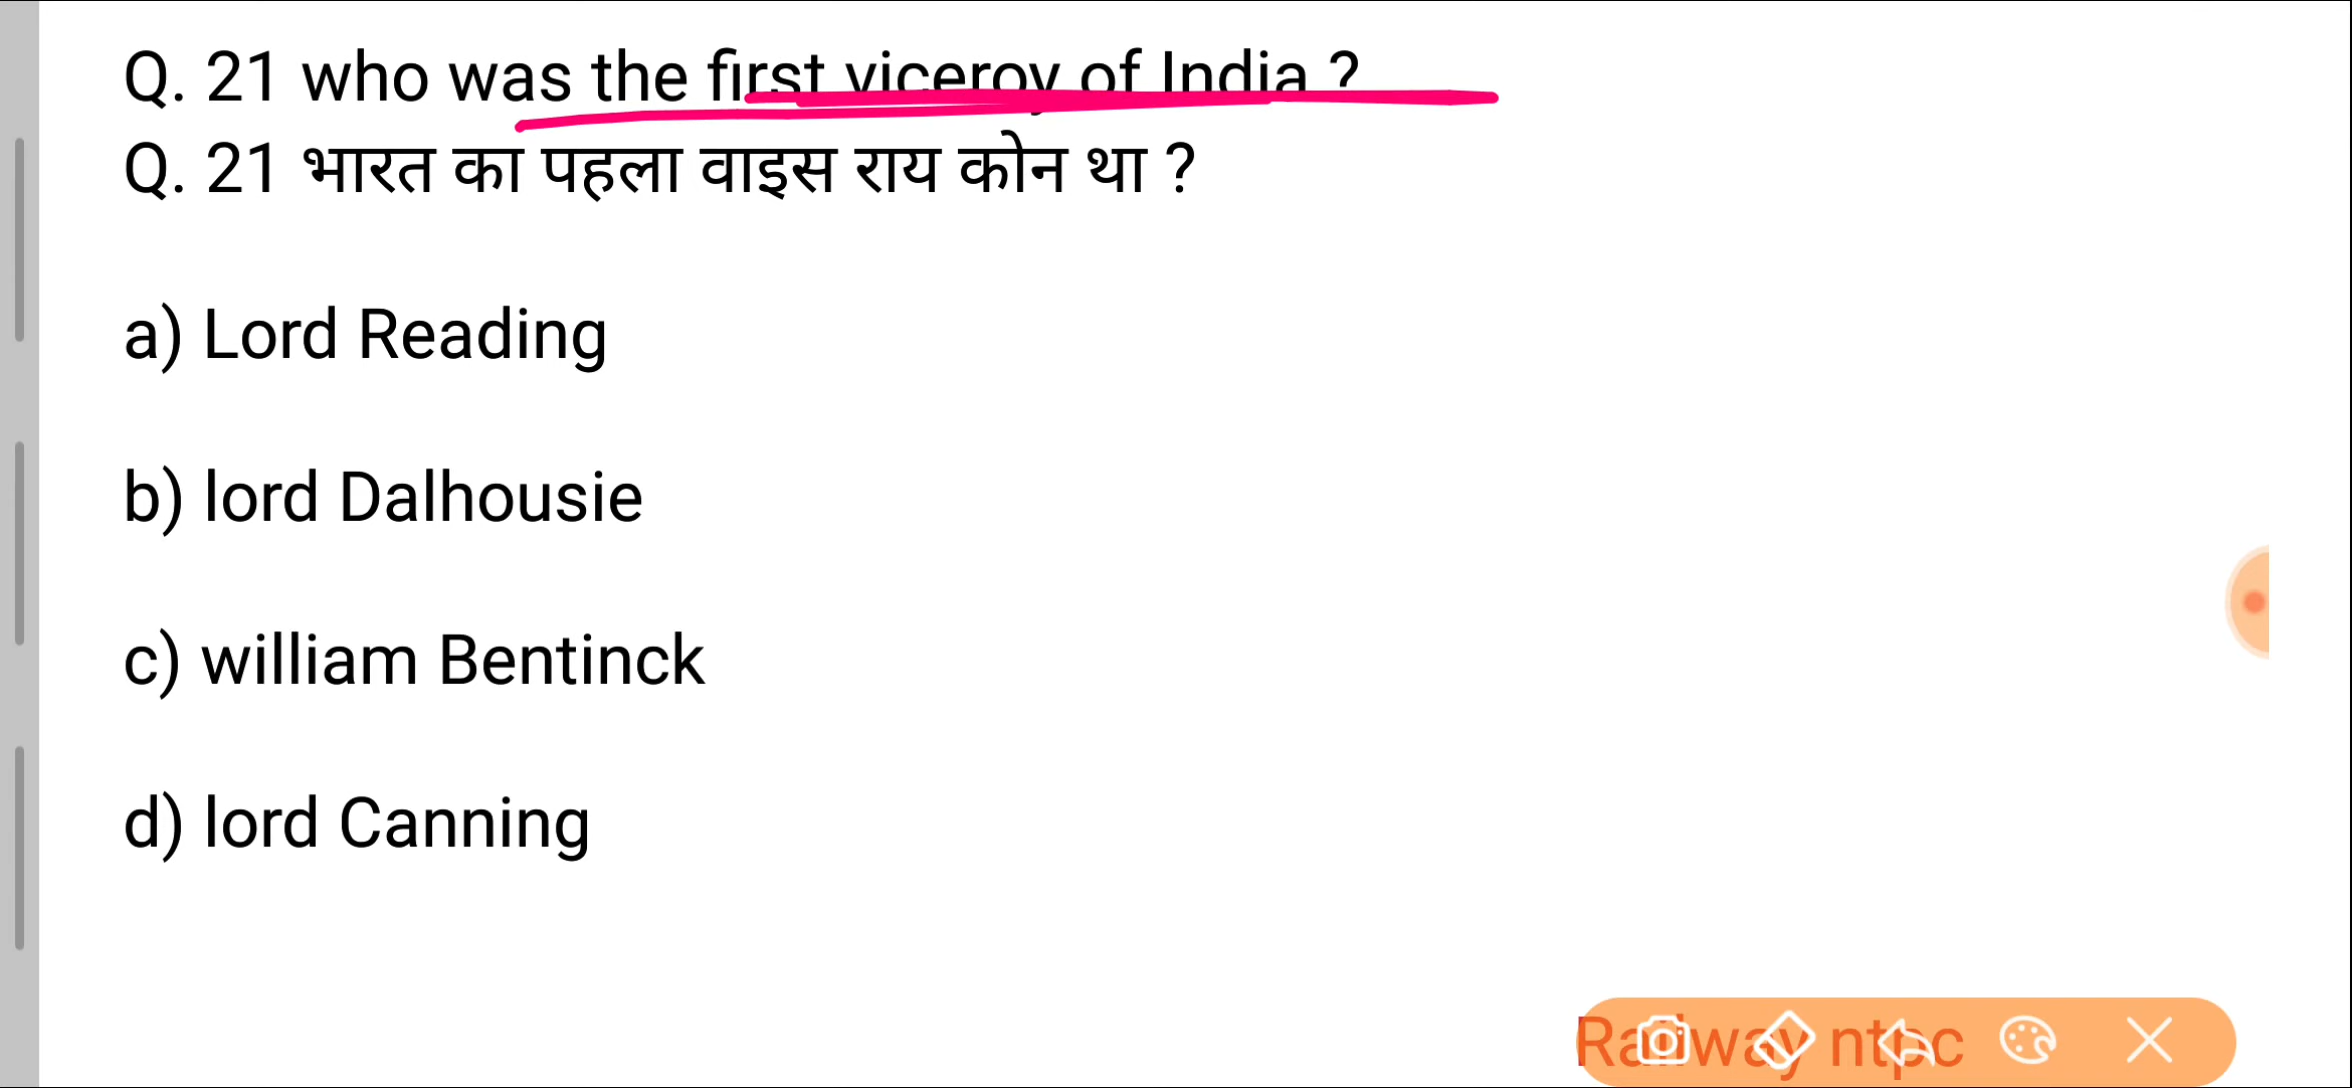 Q. 21 who was the first viceroy of India ?
Q. 21 भारत का पहला वाइस राय कोन था ?
a) Lord Reading
b) lord Dalhousie
c) william Bentinck
d) lord Canning
Railway ntpc